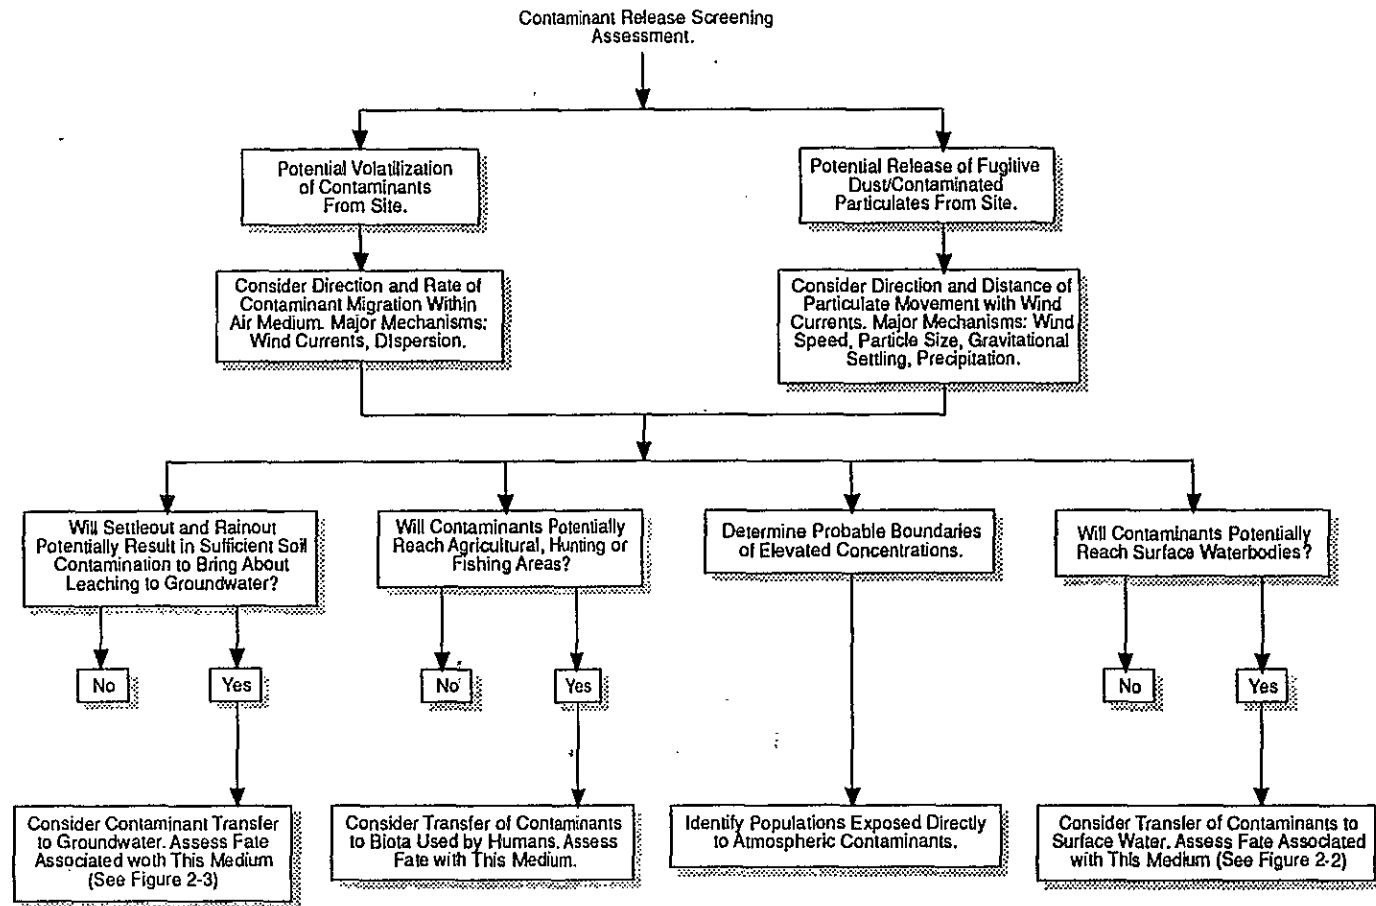 Contaminant Release Screening
Assessment.
Potential Volatilization
of Contaminants
From Site.
Potential Release of Fugitive
Dust/Contaminated
Particulates From Site.
Consider Direction and Rate of
Contaminant Migration Within
Air Medium. Major Mechanisms:
Wind Currents, Dispersion.
Consider Direction and Distance of
Particulate Movement with Wind
Currents. Major Mechanisms: Wind
Speed, Particle Size, Gravitational
Settling, Precipitation.
Will Settleout and Rainout
Potentially Result in Sufficient Soil
Contamination to Bring About
Leaching to Groundwater?
Will Contaminants Potentially
Reach Agricultural, Hunting or
Fishing Areas?
Determine Probable Boundaries
of Elevated Concentrations.
Will Contaminants Potentially
Reach Surface Waterbodies?
No
Yes
No
Yes
No
Yes
Consider Contaminant Transfer
to Groundwater. Assess Fate
Associated woth This Medium
(See Figure 2-3)
Consider Transfer of Contaminants
to Biota Used by Humans. Assess
Fate with This Medium.
Identify Populations Exposed Directly
to Atmospheric Contaminants.
Consider Transfer of Contaminants to
Surface Water. Assess Fate Associated
with This Medium (See Figure 2-2)